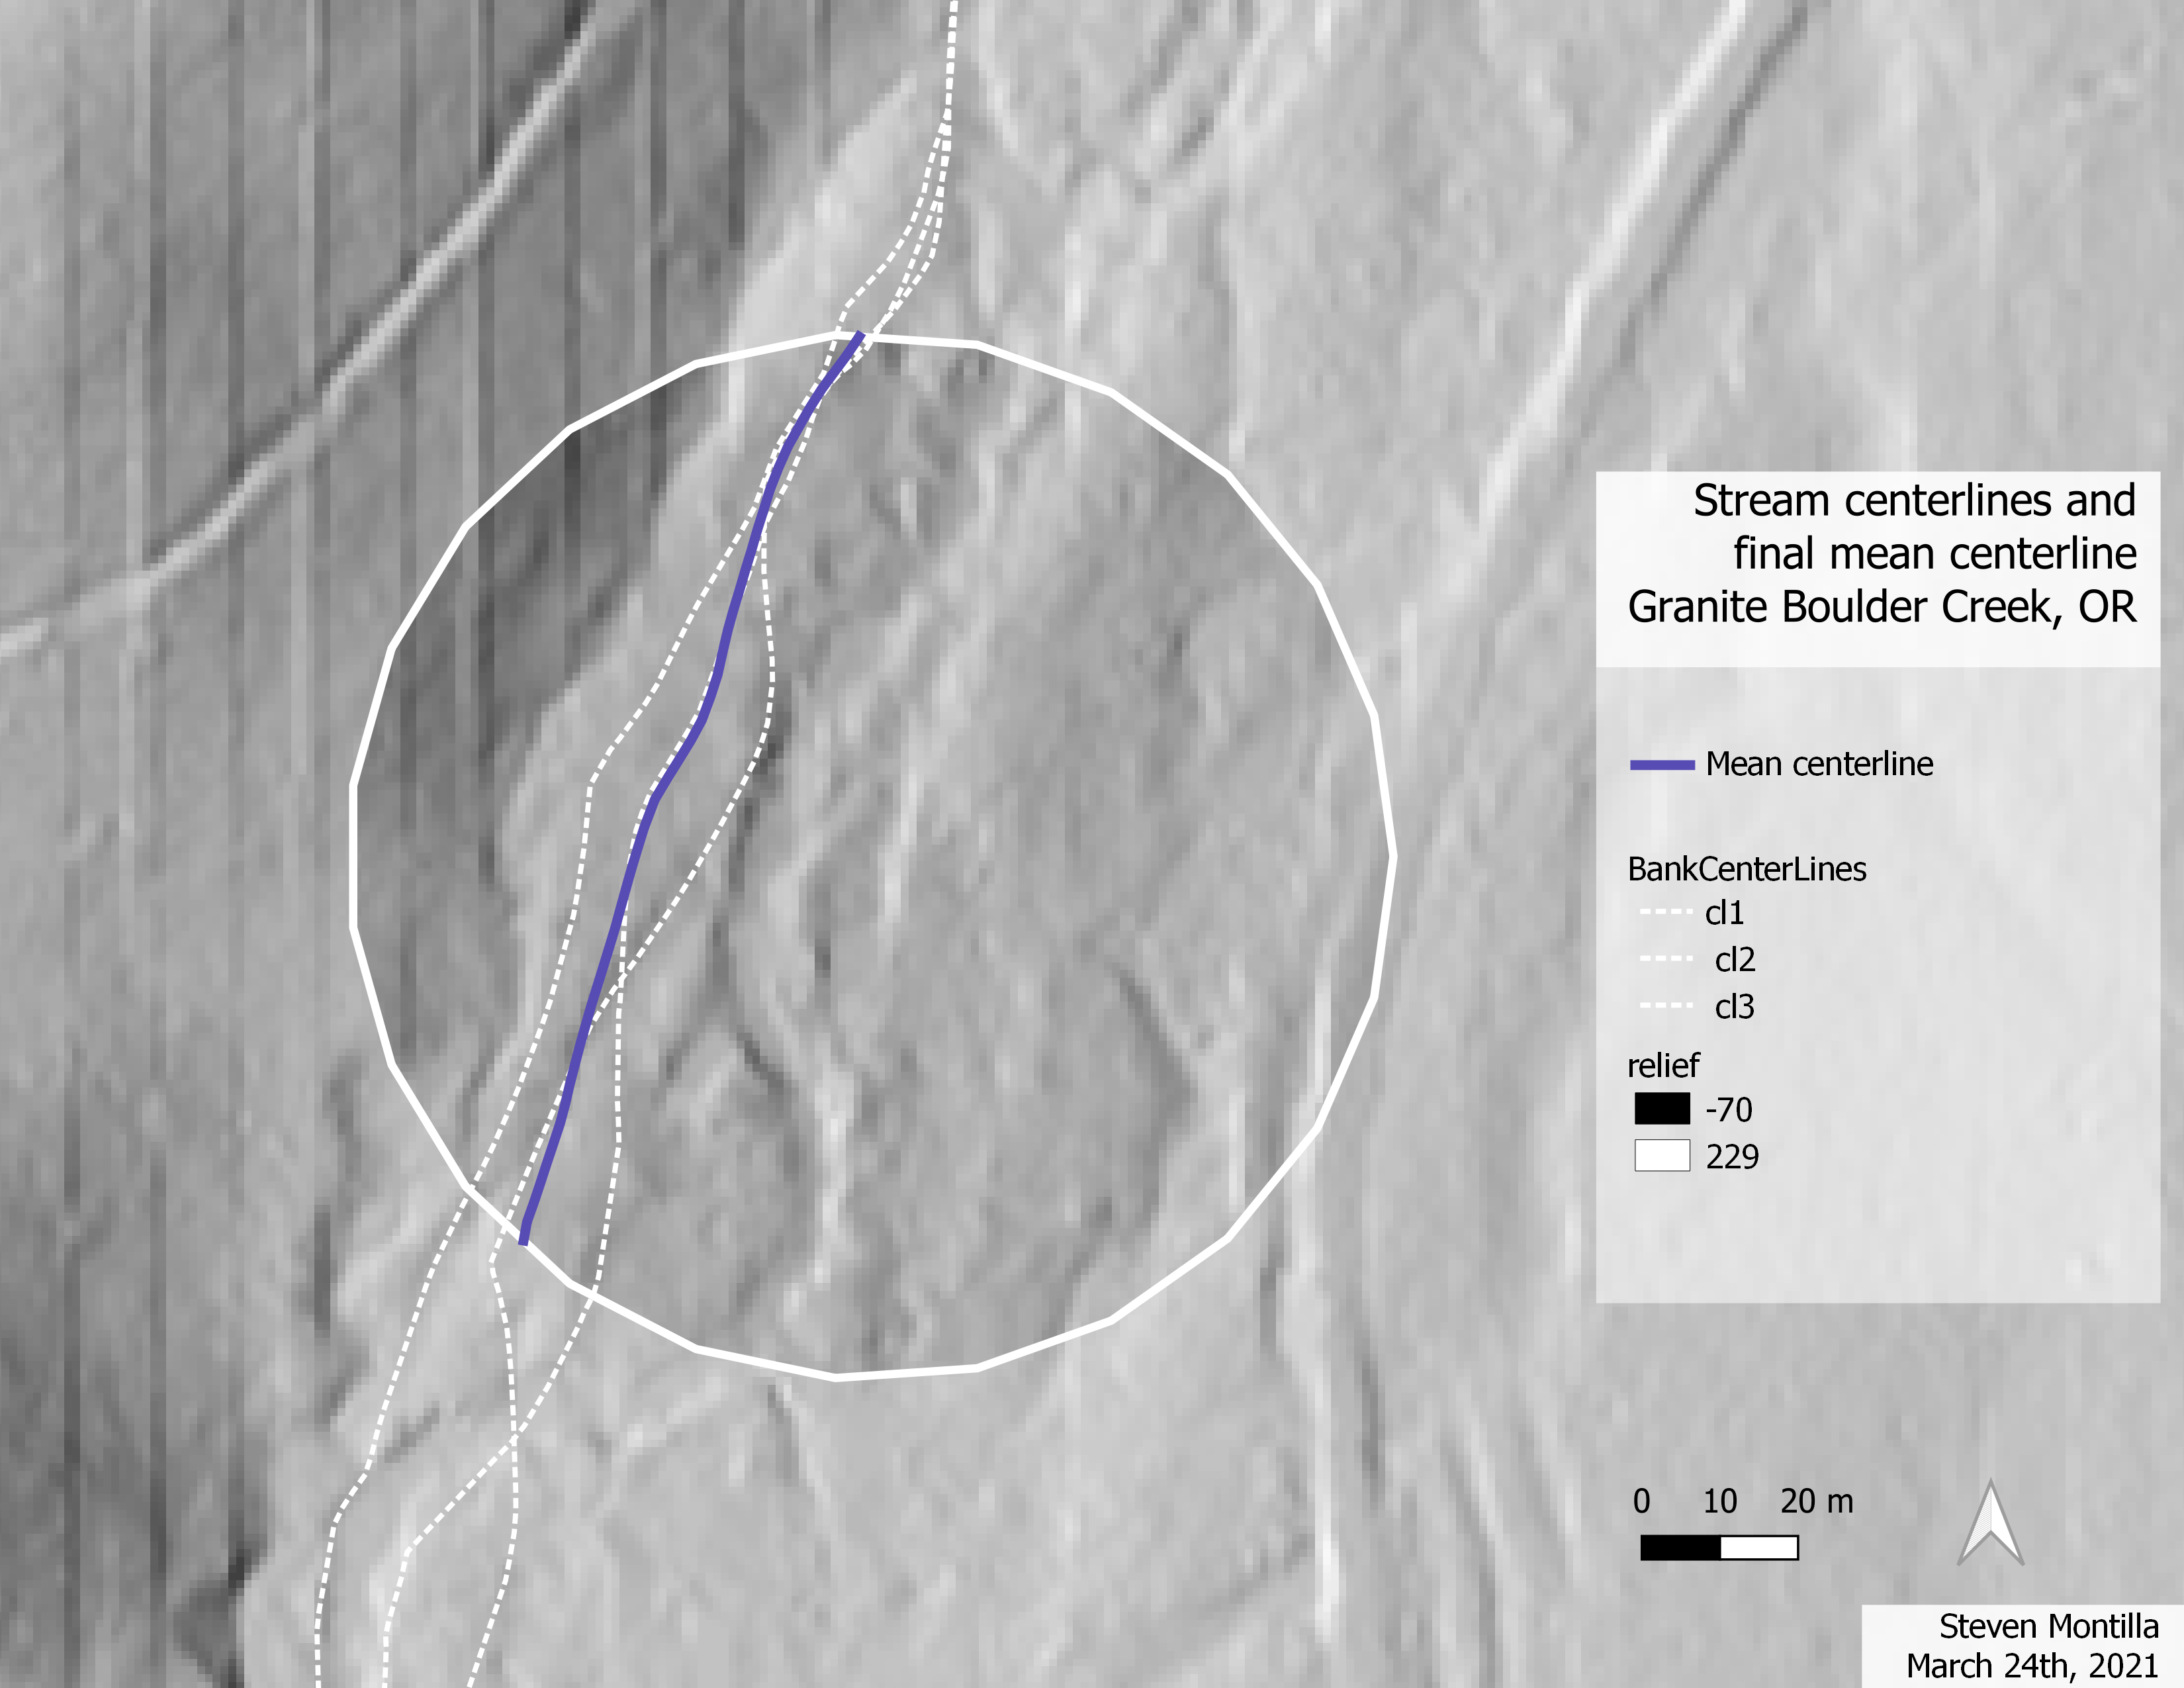 Stream centerlines and
final mean centerline
Granite Boulder Creek, OR
Mean centerline
BankCenterLines
cl1
cl2
cl3
relief
-70
229
0 10 20 m
Steven Montilla
March 24th, 2021